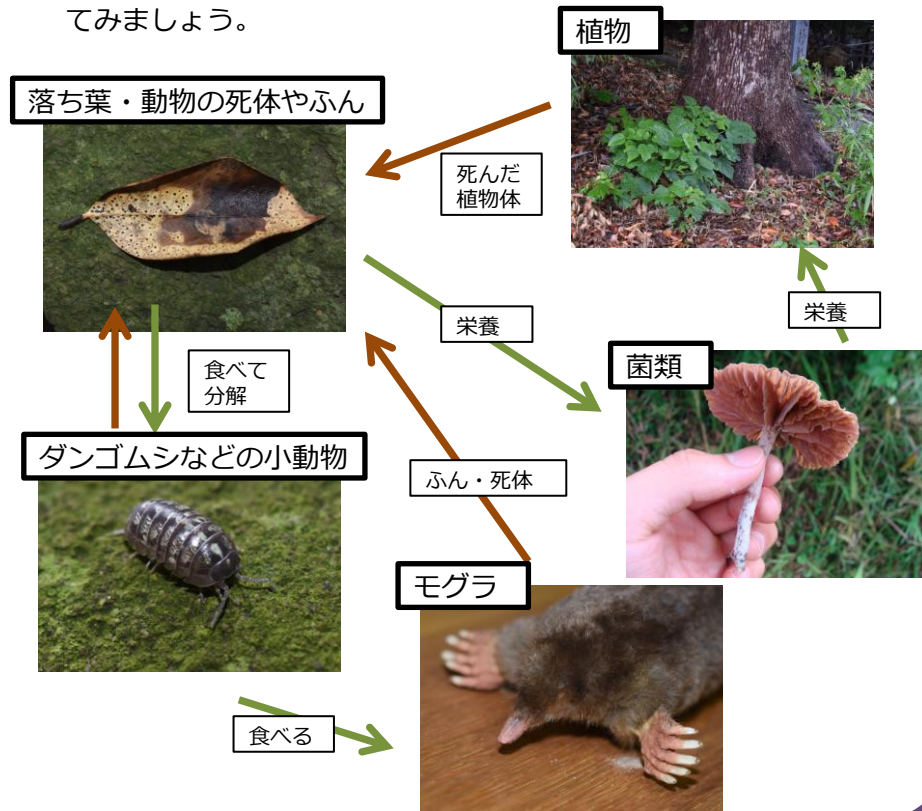 てみましょう。
植物
落ち葉・動物の死体やふん
死んだ
植物体
栄養
栄養
食べて
分解
菌類
ダンゴムシなどの小動物
ふん・死体
モグラ
食べる